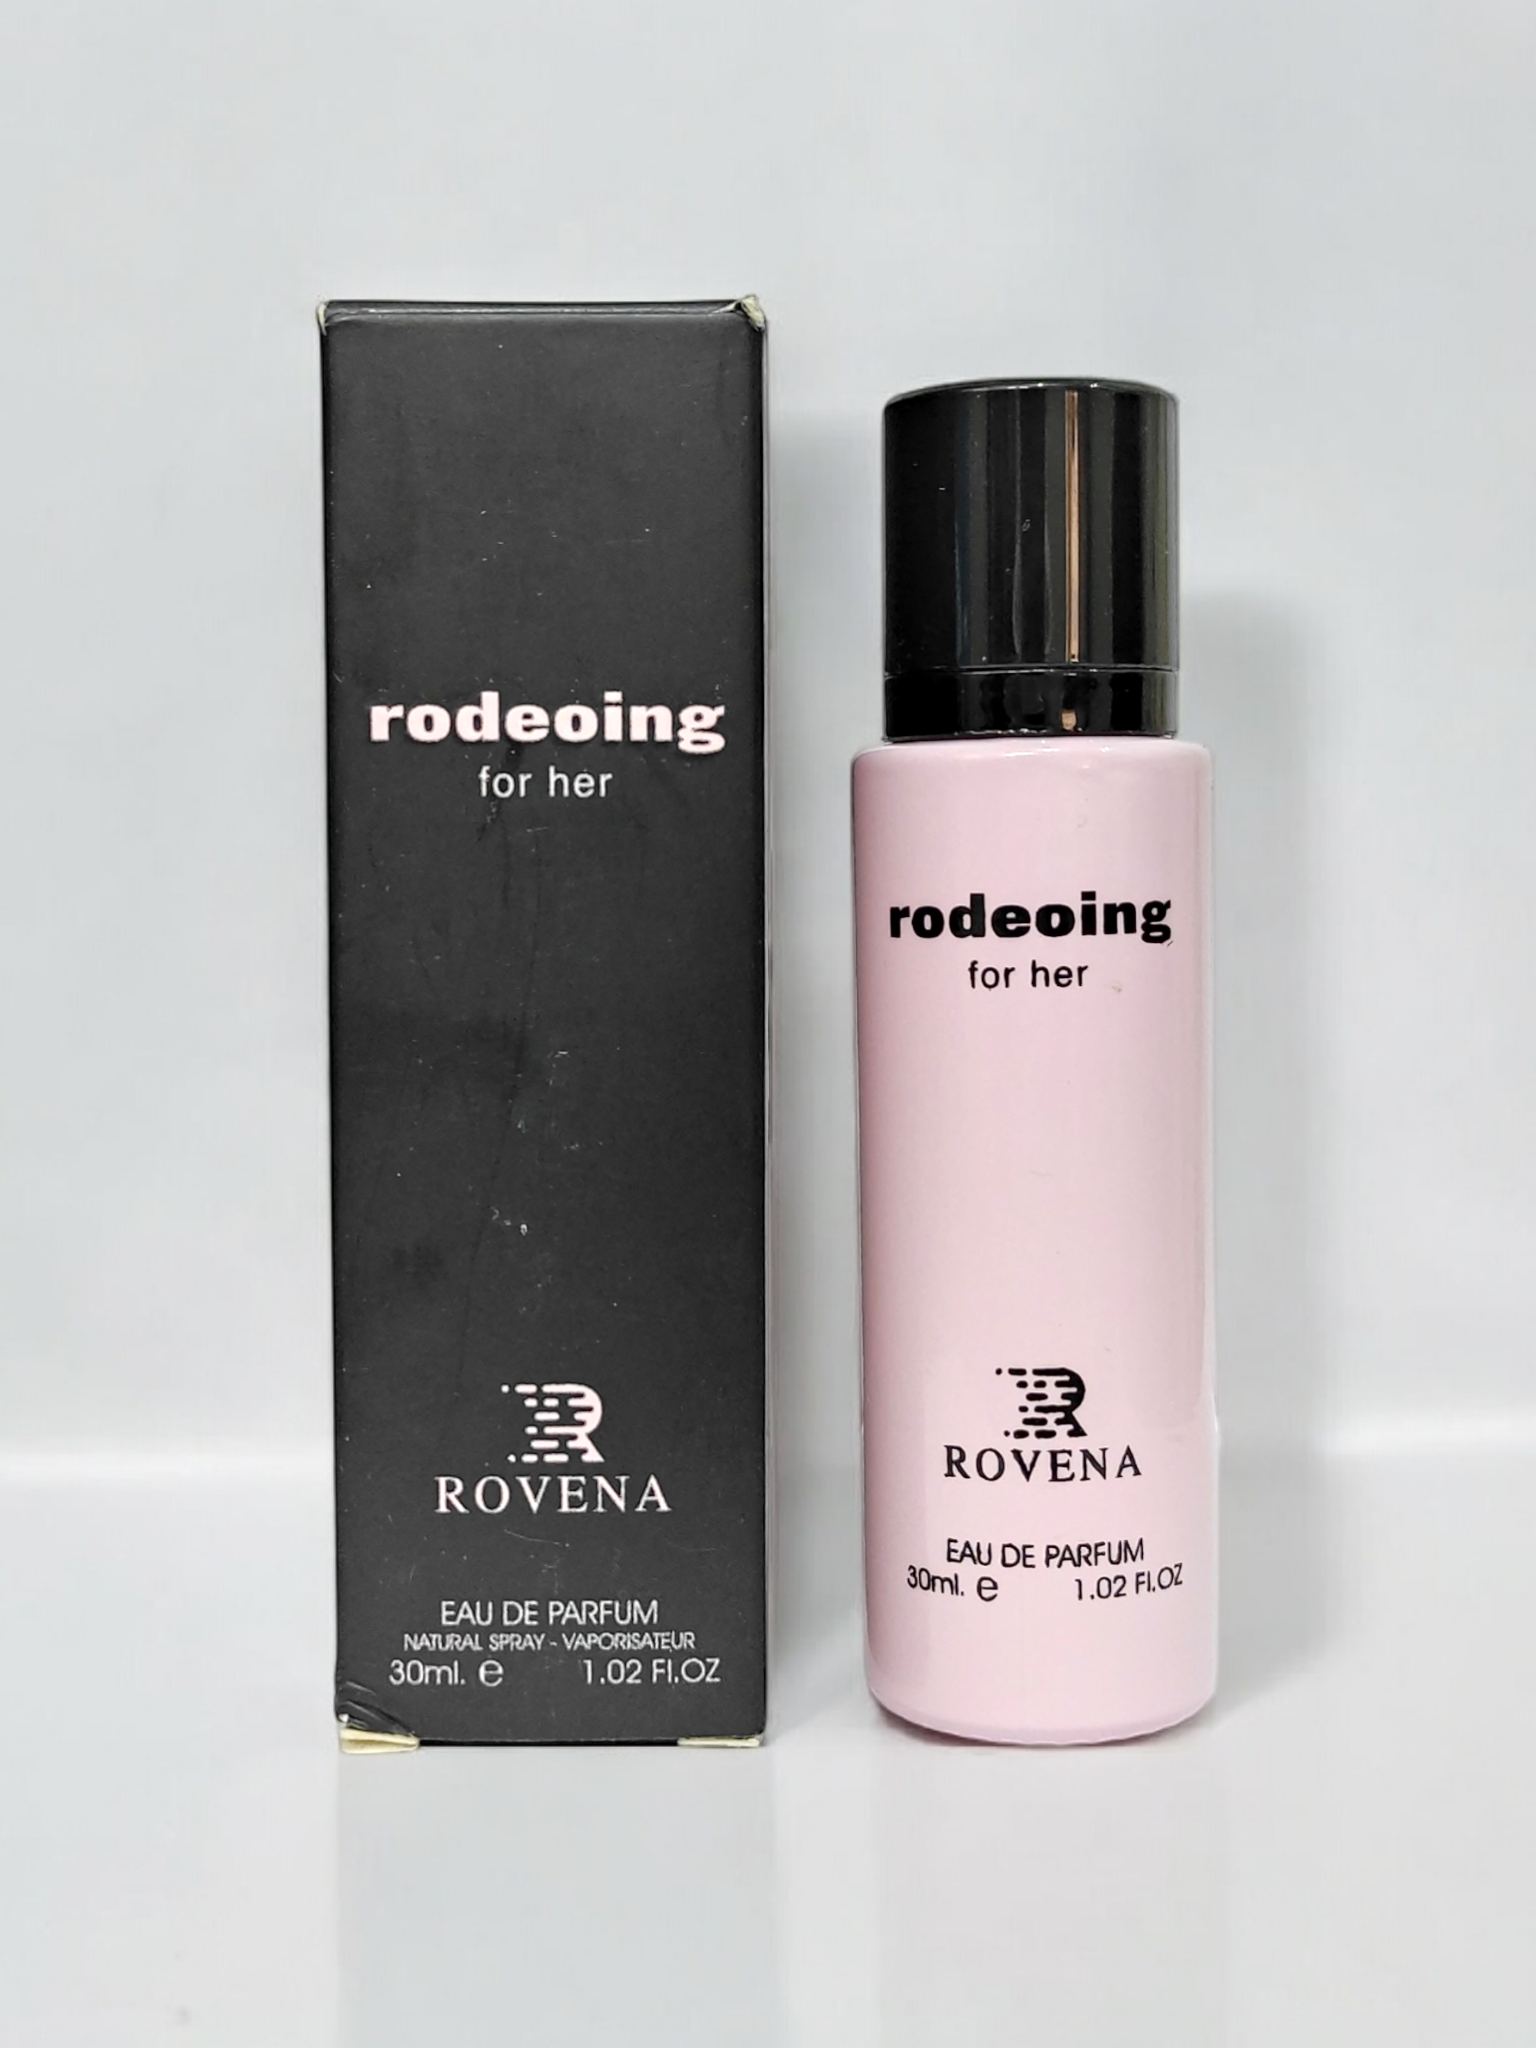 rodeoing
for her
ROVENA
EAU DE PARFUM
NATURAL SPRAY - VAPORISATEUR
30ml. e 1.02 Fl.OZ
rodeoing
for her
ROVENA
EAU DE PARFUM
30ml. e 1.02 Fl.OZ